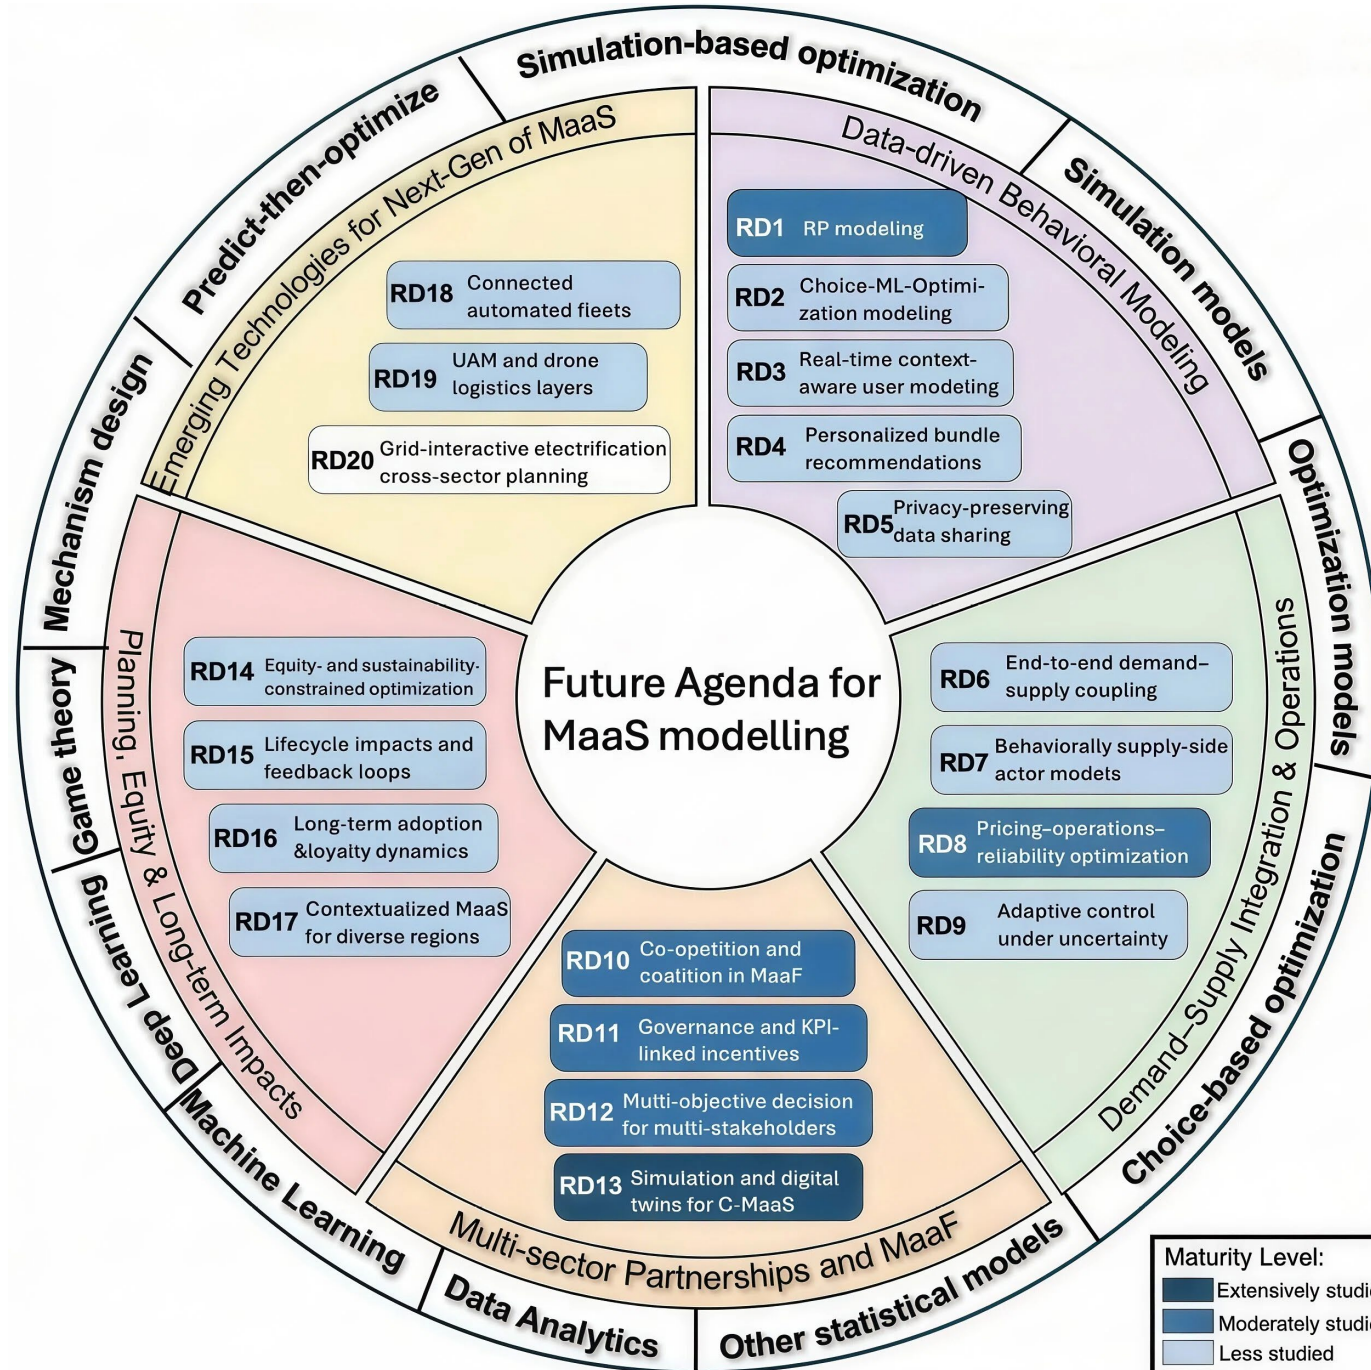 Simulation-based optimization
Simulation models
Optimization models
Choice-based optimization
Other statistical models
Data Analytics
Machine Learning
Deep Learning
Game theory
Mechanism design
Predict-then-optimize
Data-driven Behavioral Modeling
RD1 RP modeling
RD2 Choice-ML-Optimi-
zation modeling
RD3 Real-time context-
aware user modeling
RD4 Personalized bundle
recommendations
RD5 Privacy-preserving
data sharing
Demand–Supply Integration & Operations
RD6 End-to-end demand–
supply coupling
RD7 Behaviorally supply-side
actor models
RD8 Pricing–operations–
reliability optimization
RD9 Adaptive control
under uncertainty
Multi-sector Partnerships and MaaF
RD10 Co-opetition and
coatition in MaaF
RD11 Governance and KPI-
linked incentives
RD12 Mutti-objective decision
for mutti-stakeholders
RD13 Simulation and digital
twins for C-MaaS
Planning, Equity & Long-term Impacts
RD14 Equity- and sustainability-
constrained optimization
RD15 Lifecycle impacts and
feedback loops
RD16 Long-term adoption
&loyalty dynamics
RD17 Contextualized MaaS
for diverse regions
Emerging Technologies for Next-Gen of MaaS
RD18 Connected
automated fleets
RD19 UAM and drone
logistics layers
RD20 Grid-interactive etectrification
cross-sector planning
Future Agenda for
MaaS modelling
Maturity Level:
Extensively studie
Moderately studie
Less studied